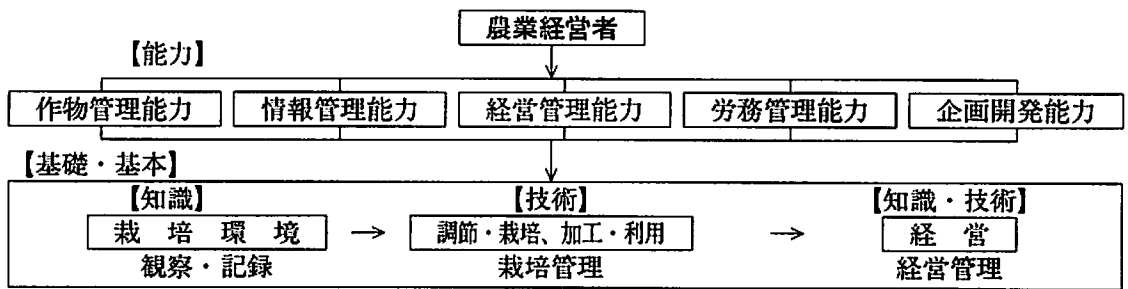 農業経営者
【能力】
作物管理能力 情報管理能力 経営管理能力 労務管理能力 企画開発能力
【基礎・基本】
【知識】 【技術】 【知識・技術】
栽培環境 → 調節・栽培、加工・利用 → 経営
観察・記録 栽培管理 経営管理